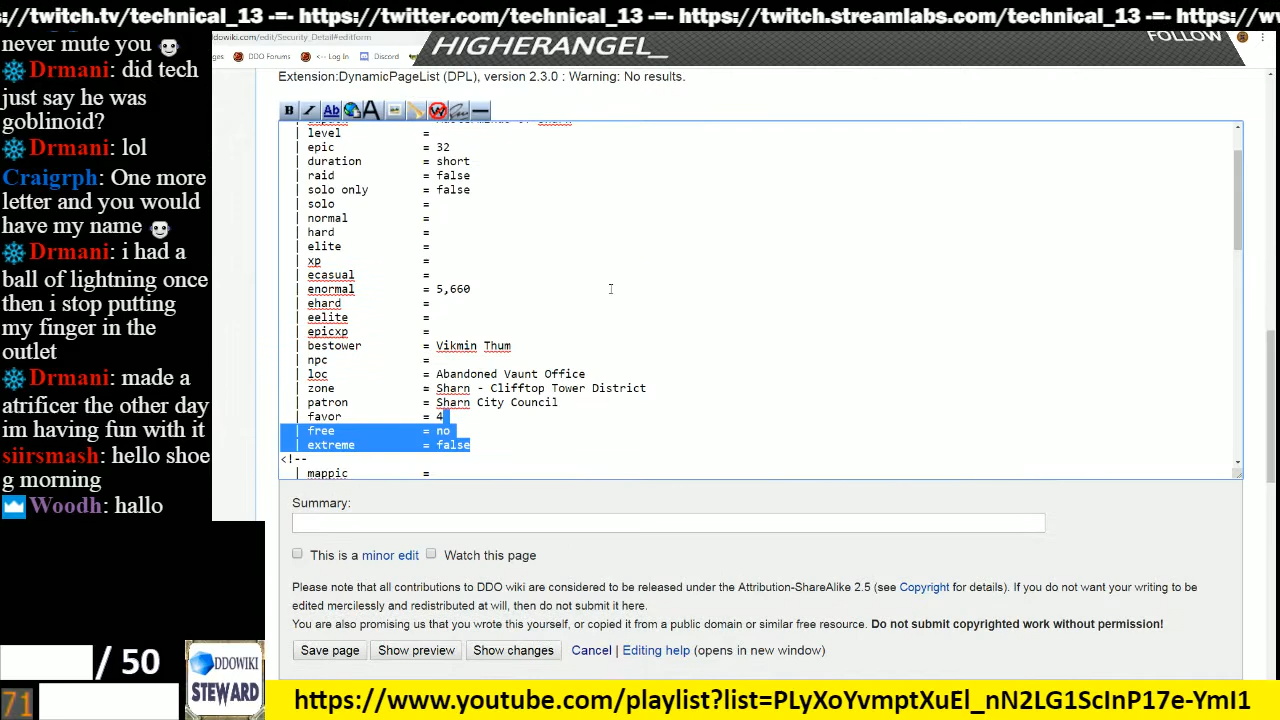 s://twitch.tv/technical_13 -=- https://twitter.com/technical_13 -=- https://twitch.streamlabs.com/technical_13 -=- https://w
never mute you
Drmani: did tech
just say he was
goblinoid?
Drmani: lol
Craigrph: One more
letter and you would
have my name
Drmani: i had a
ball of lightning once
then i stop putting
my finger in the
outlet
Drmani: made a
atrificer the other day
im having fun with it
siirsmash: hello shoe
g morning
Woodh: hallo
ddowiki.com/edit/Security_Detail#editform
HIGHERANGEL_
FOLLOW
DDO Forums
<-- Log In
Discord
Extension:DynamicPageList (DPL), version 2.3.0 : Warning: No results.
B I Ab A W
| level =
| epic = 32
| duration = short
| raid = false
| solo only = false
| solo =
| normal =
| hard =
| elite =
| xp =
| ecasual =
| enormal = 5,660
| ehard =
| eelite =
| epicxp =
| bestower = Vikmin Thum
| npc =
| loc = Abandoned Vaunt Office
| zone = Sharn - Clifftop Tower District
| patron = Sharn City Council
| favor = 4
| free = no
| extreme = false
<!--
| mappic =
Summary:
This is a minor edit Watch this page
Please note that all contributions to DDO wiki are considered to be released under the Attribution-ShareAlike 2.5 (see Copyright for details). If you do not want your writing to be
edited mercilessly and redistributed at will, then do not submit it here.
You are also promising us that you wrote this yourself, or copied it from a public domain or similar free resource. Do not submit copyrighted work without permission!
Save page Show preview Show changes Cancel | Editing help (opens in new window)
/ 50
DDOWIKI
STEWARD
71
https://www.youtube.com/playlist?list=PLyXoYvmptXuEl_nN2LG1ScInP17e-YmI1